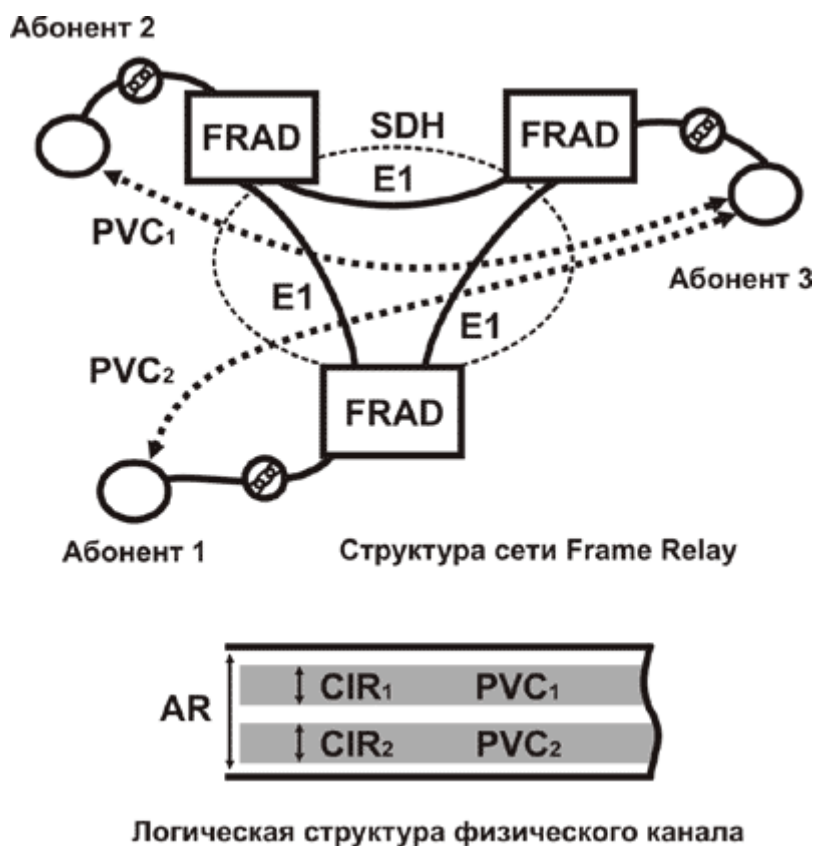 Абонент 2
FRAD
SDH
FRAD
E1
PVC₁
Абонент 3
E1
E1
PVC₂
FRAD
Абонент 1
Структура сети Frame Relay
AR
CIR₁ PVC₁
CIR₂ PVC₂
Логическая структура физического канала